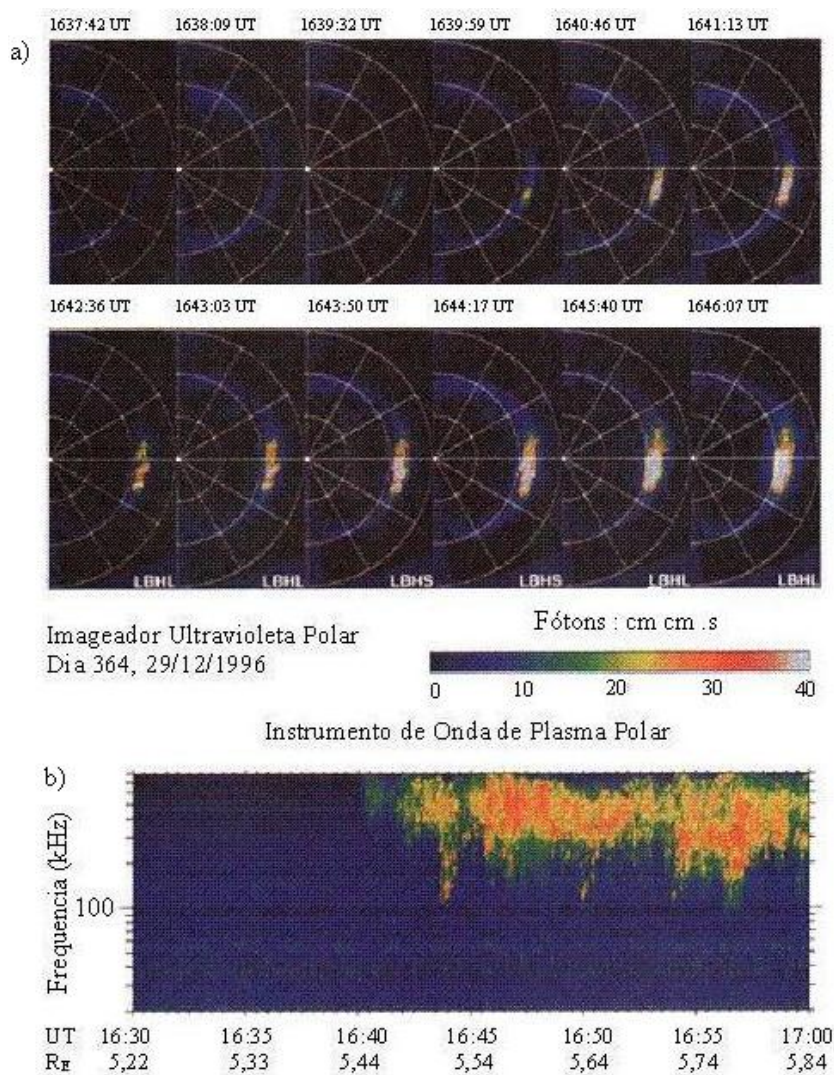 1637:42 UT 1638:09 UT 1639:32 UT 1639:59 UT 1640:46 UT 1641:13 UT
a)
1642:36 UT 1643:03 UT 1643:50 UT 1644:17 UT 1645:40 UT 1646:07 UT
LBHL LBHL LBHS LBHS LBHL LBHL
Imageador Ultravioleta Polar
Dia 364, 29/12/1996
Fótons : cm cm .s
0 10 20 30 40
Instrumento de Onda de Plasma Polar
b)
Frequencia (kHz)
100
UT 16:30 16:35 16:40 16:45 16:50 16:55 17:00
RE 5,22 5,33 5,44 5,54 5,64 5,74 5,84